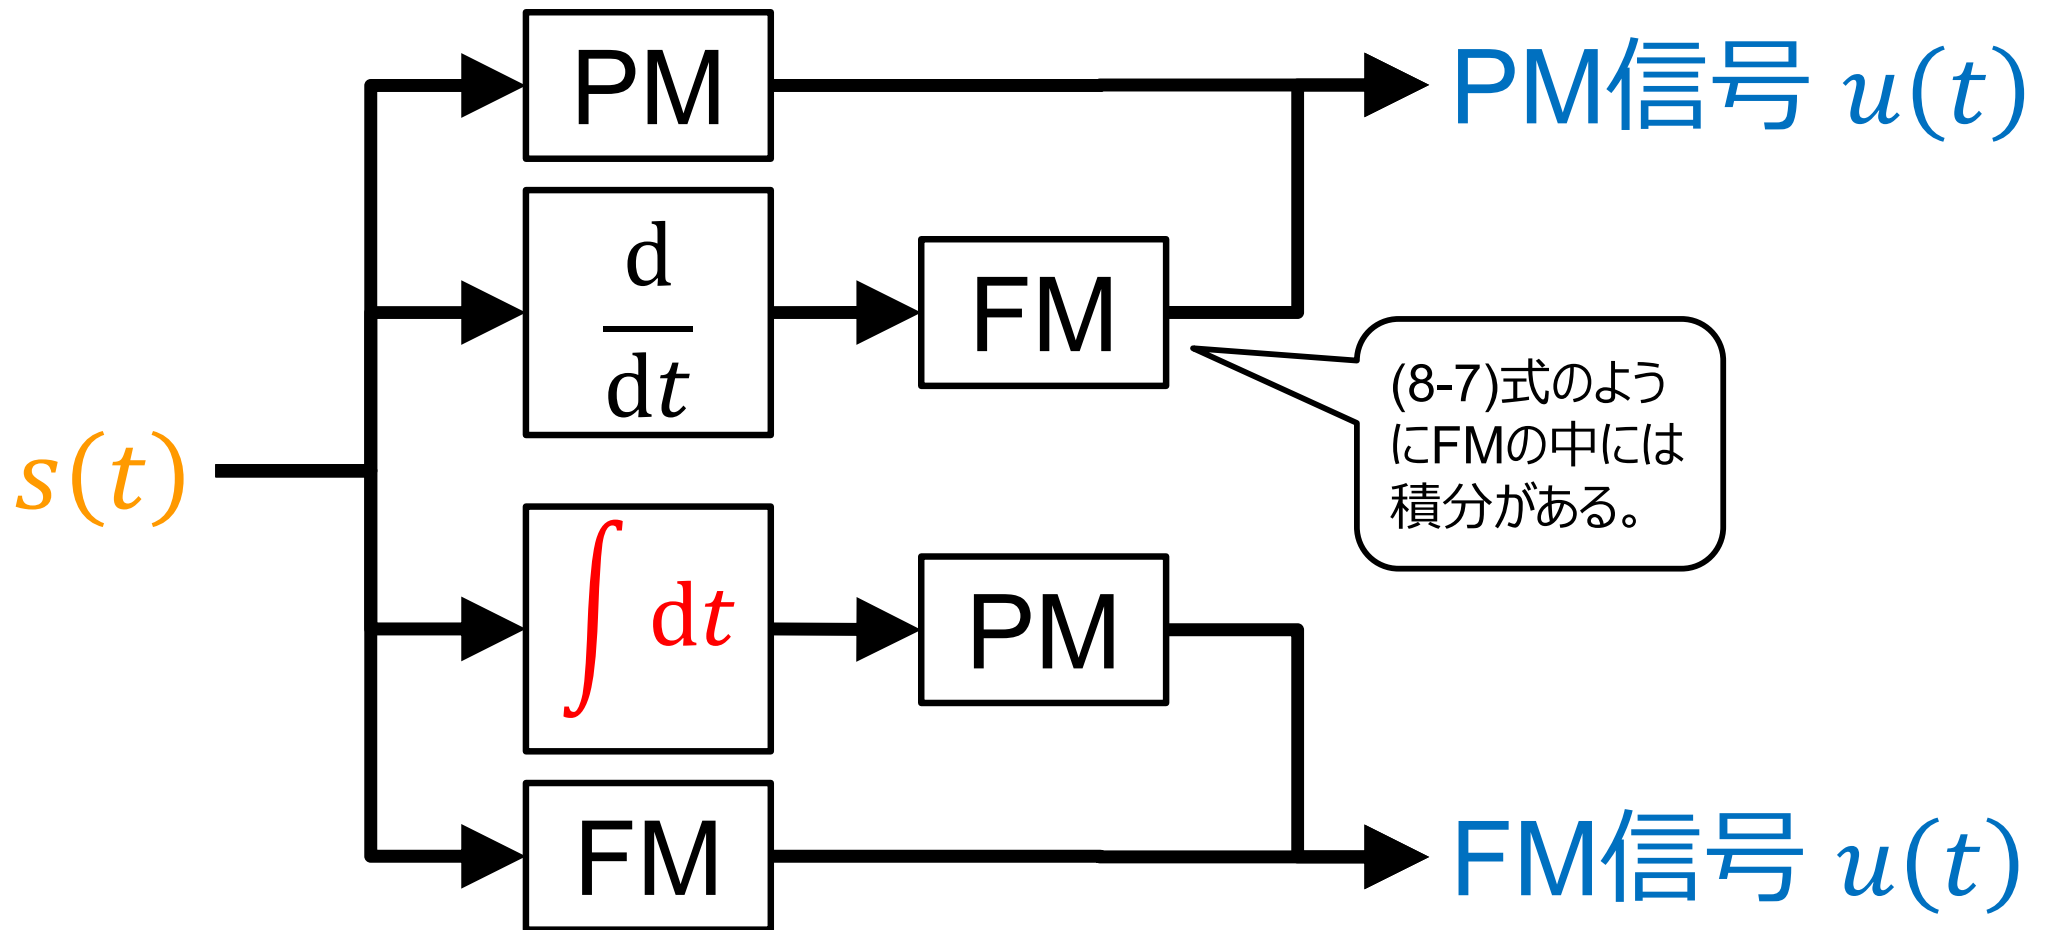 PM
PM信号 u(t)
d
dt
FM
(8-7)式のよう
にFMの中には
積分がある。
s(t)
∫ dt
PM
FM
FM信号 u(t)